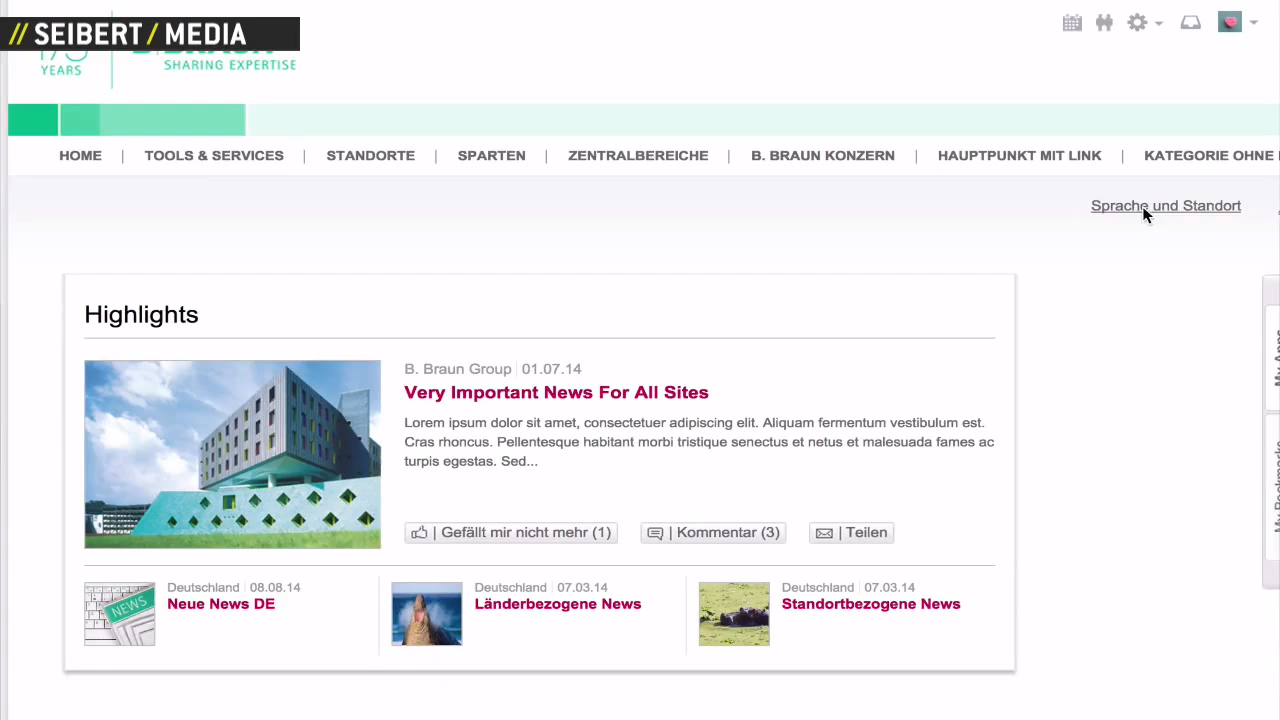 // SEIBERT / MEDIA
YEARS
SHARING EXPERTISE
HOME | TOOLS & SERVICES | STANDORTE | SPARTEN | ZENTRALBEREICHE | B. BRAUN KONZERN | HAUPTPUNKT MIT LINK | KATEGORIE OHNE
Sprache und Standort
Highlights
B. Braun Group | 01.07.14
Very Important News For All Sites
Lorem ipsum dolor sit amet, consectetuer adipiscing elit. Aliquam fermentum vestibulum est.
Cras rhoncus. Pellentesque habitant morbi tristique senectus et netus et malesuada fames ac
turpis egestas. Sed...
| Gefällt mir nicht mehr (1)
| Kommentar (3)
| Teilen
Deutschland | 08.08.14
Neue News DE
NEWS
Deutschland | 07.03.14
Länderbezogene News
Deutschland | 07.03.14
Standortbezogene News
My Apps
My Bookmarks